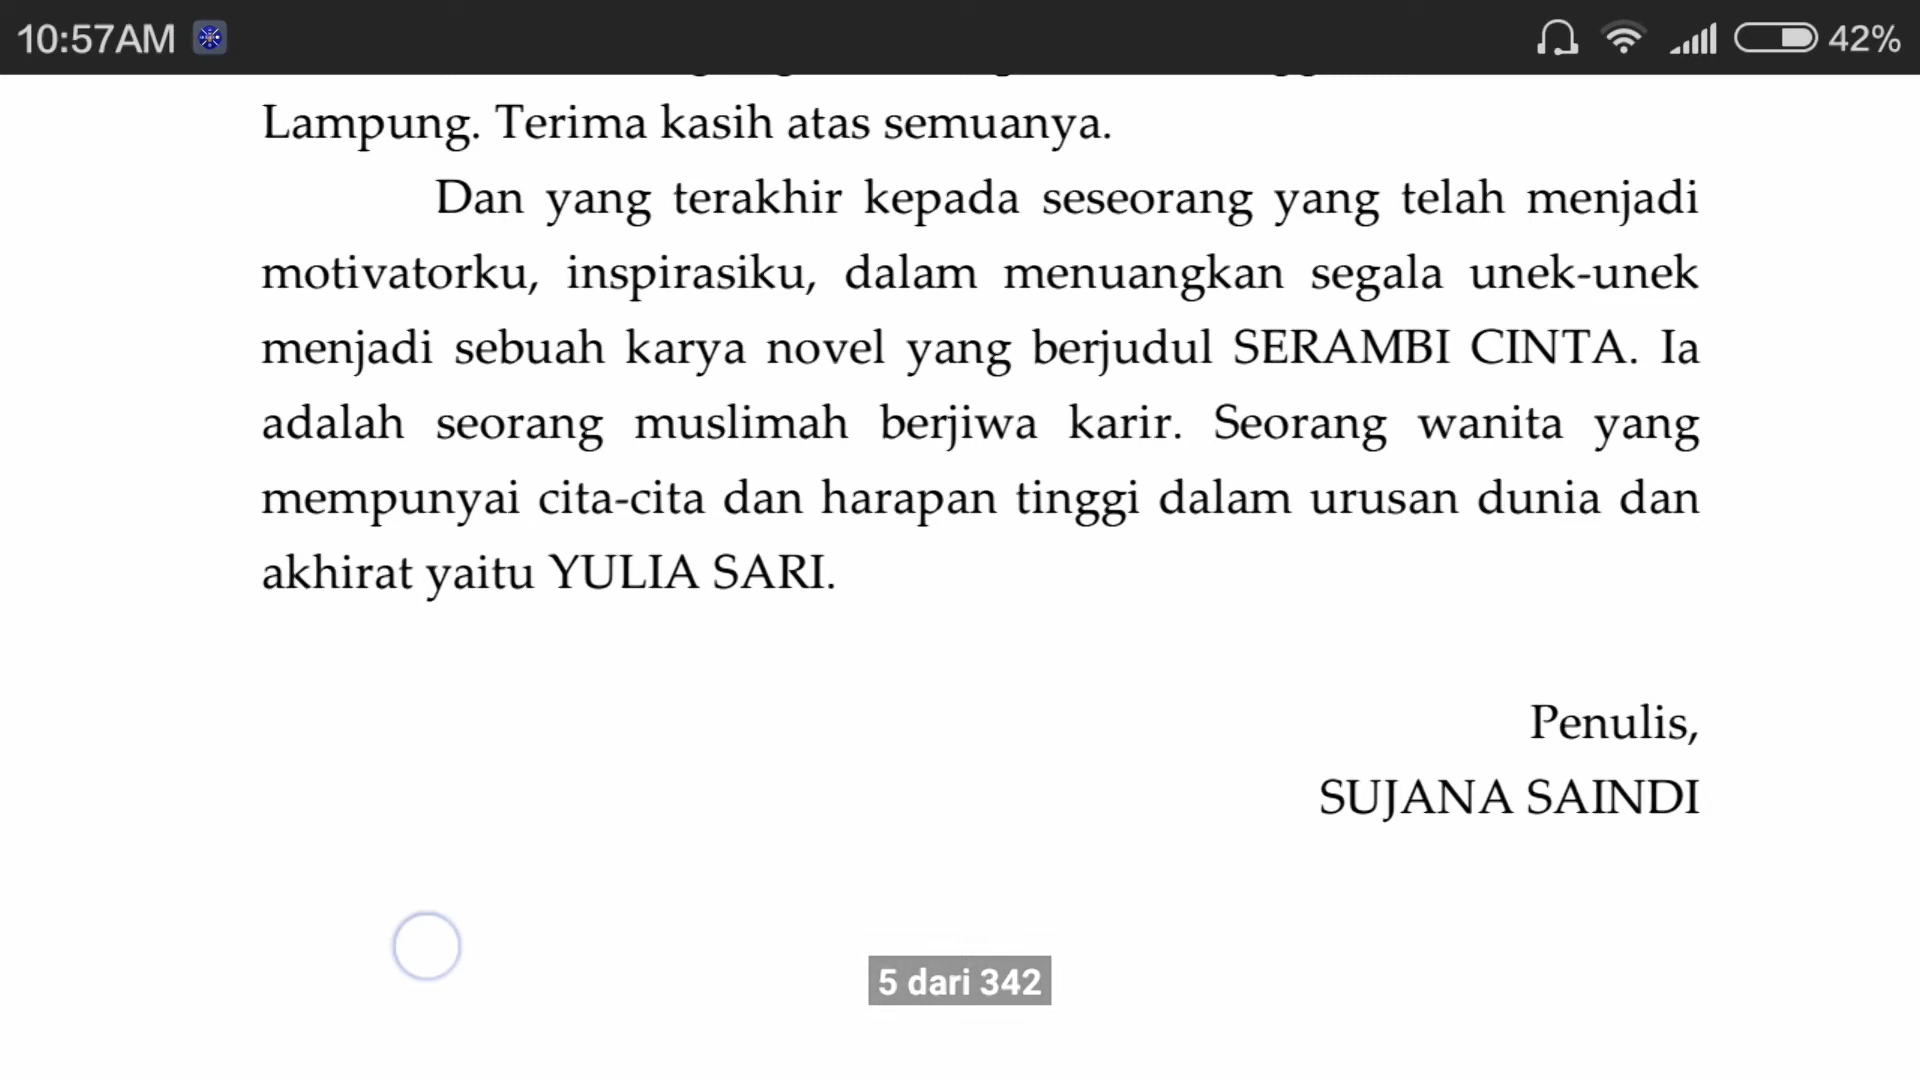 10:57AM
42%
Lampung. Terima kasih atas semuanya.
Dan yang terakhir kepada seseorang yang telah menjadi
motivatorku, inspirasiku, dalam menuangkan segala unek-unek
menjadi sebuah karya novel yang berjudul SERAMBI CINTA. Ia
adalah seorang muslimah berjiwa karir. Seorang wanita yang
mempunyai cita-cita dan harapan tinggi dalam urusan dunia dan
akhirat yaitu YULIA SARI.
Penulis,
SUJANA SAINDI
5 dari 342